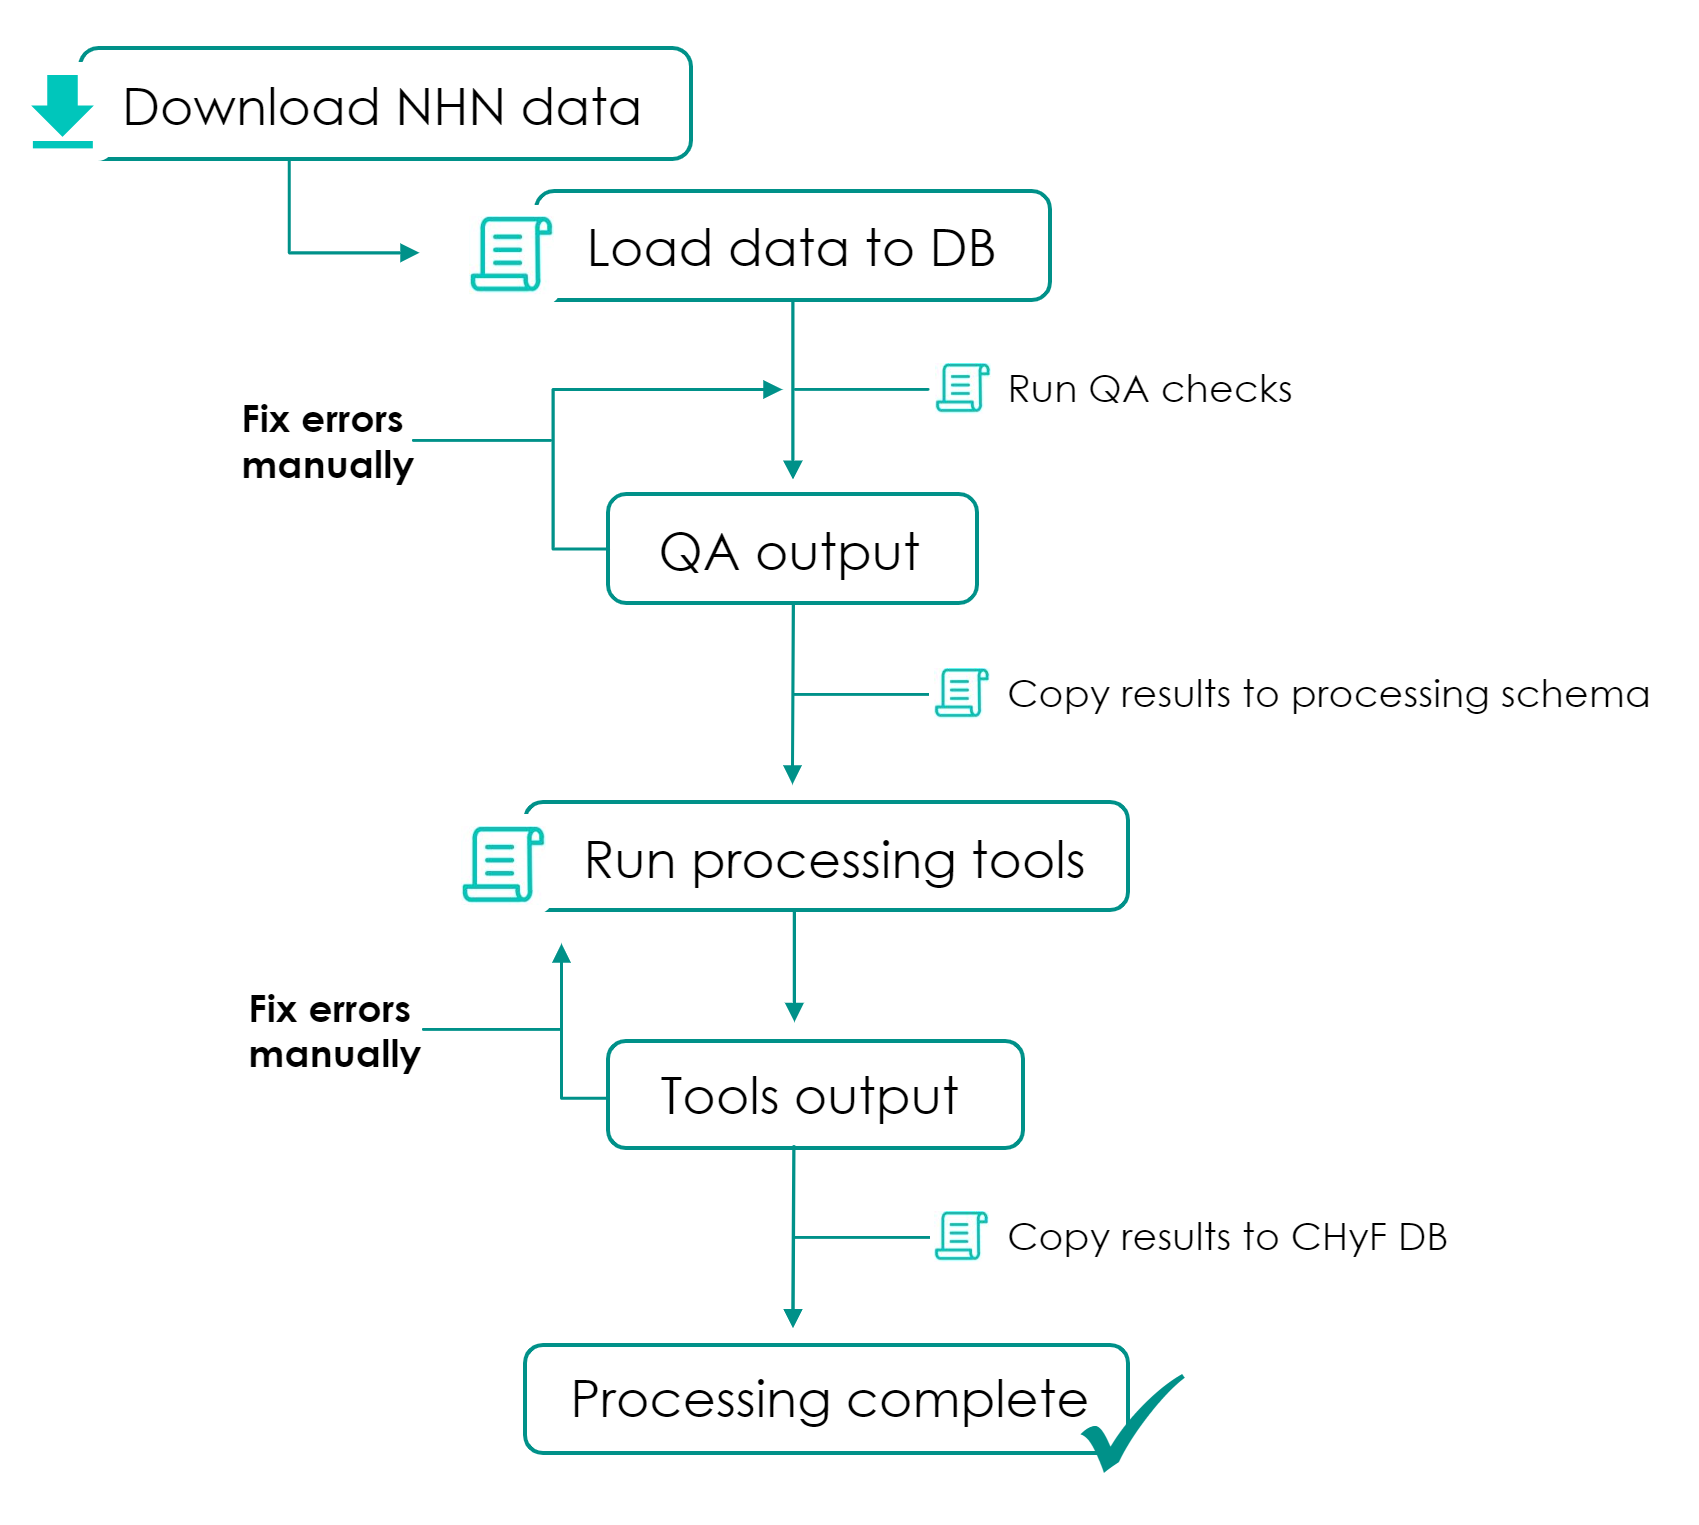 Download NHN data
Load data to DB
Run QA checks
Fix errors
manually
QA output
Copy results to processing schema
Run processing tools
Fix errors
manually
Tools output
Copy results to CHyF DB
Processing complete